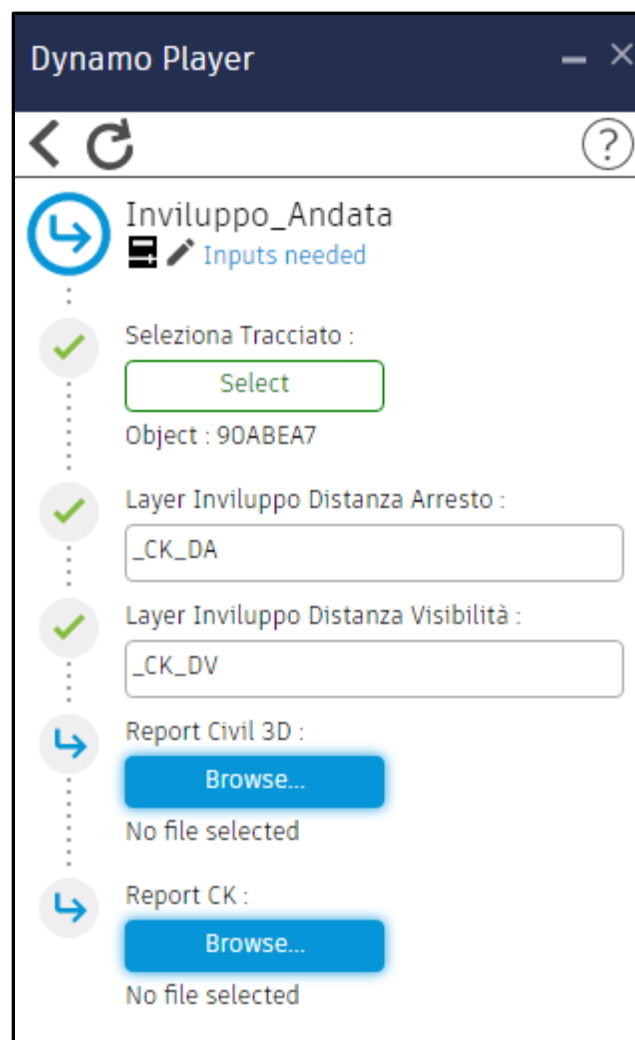 Dynamo Player
?
Inviluppo_Andata
Inputs needed
Seleziona Tracciato :
Select
Object : 90ABEA7
Layer Inviluppo Distanza Arresto :
_CK_DA
Layer Inviluppo Distanza Visibilità :
_CK_DV
Report Civil 3D :
Browse...
No file selected
Report CK :
Browse...
No file selected